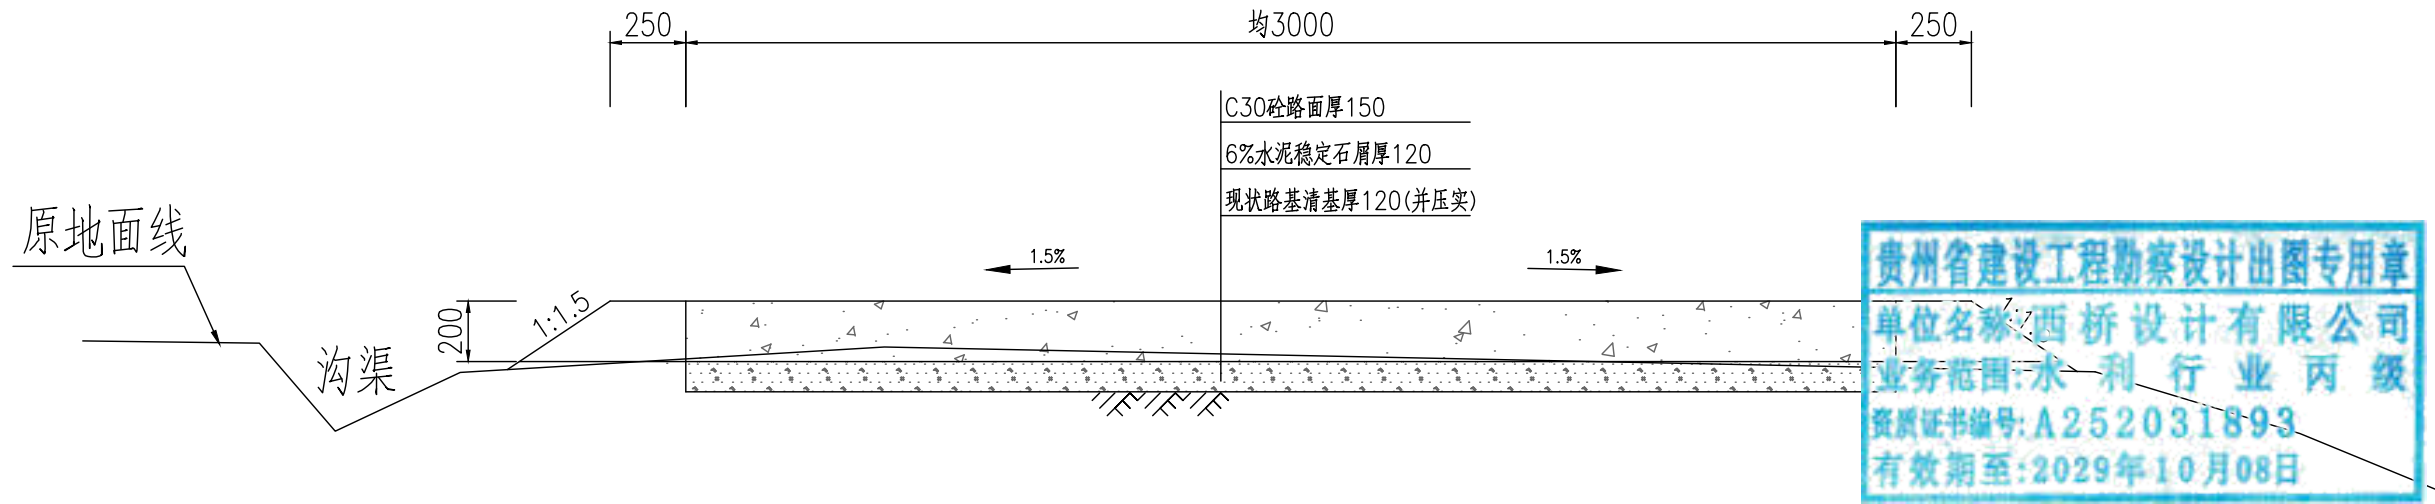 250
均3000
250
C30砼路面厚150
6%水泥稳定石屑厚120
现状路基清基厚120(并压实)
原地面线
1.5%
1.5%
1:1.5
200
沟渠
贵州省建设工程勘察设计出图专用章
单位名称:西桥设计有限公司
业务范围:水利行业丙级
资质证书编号:A252031893
有效期至:2029年10月08日